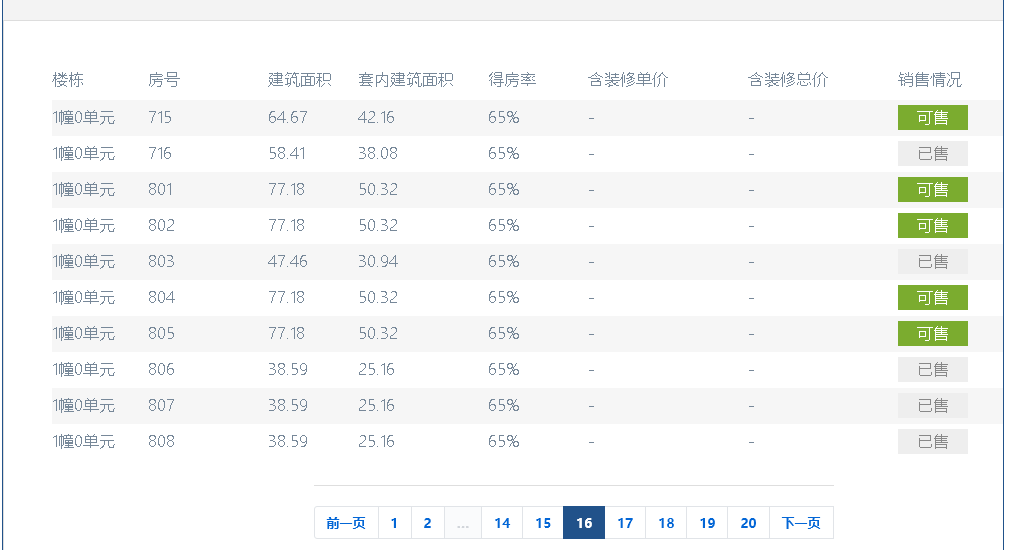 楼栋 房号 建筑面积 套内建筑面积 得房率 含装修单价 含装修总价 销售情况
1幢0单元 715 64.67 42.16 65% - - 可售
1幢0单元 716 58.41 38.08 65% - - 已售
1幢0单元 801 77.18 50.32 65% - - 可售
1幢0单元 802 77.18 50.32 65% - - 可售
1幢0单元 803 47.46 30.94 65% - - 已售
1幢0单元 804 77.18 50.32 65% - - 可售
1幢0单元 805 77.18 50.32 65% - - 可售
1幢0单元 806 38.59 25.16 65% - - 已售
1幢0单元 807 38.59 25.16 65% - - 已售
1幢0单元 808 38.59 25.16 65% - - 已售
前一页 1 2 ... 14 15 16 17 18 19 20 下一页